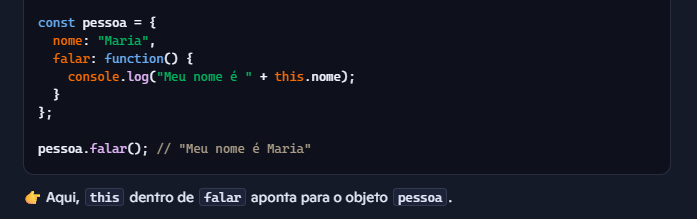 const pessoa = {
  nome: "Maria",
  falar: function() {
    console.log("Meu nome é " + this.nome);
  }
};

pessoa.falar(); // "Meu nome é Maria"
👉 Aqui, this dentro de falar aponta para o objeto pessoa.